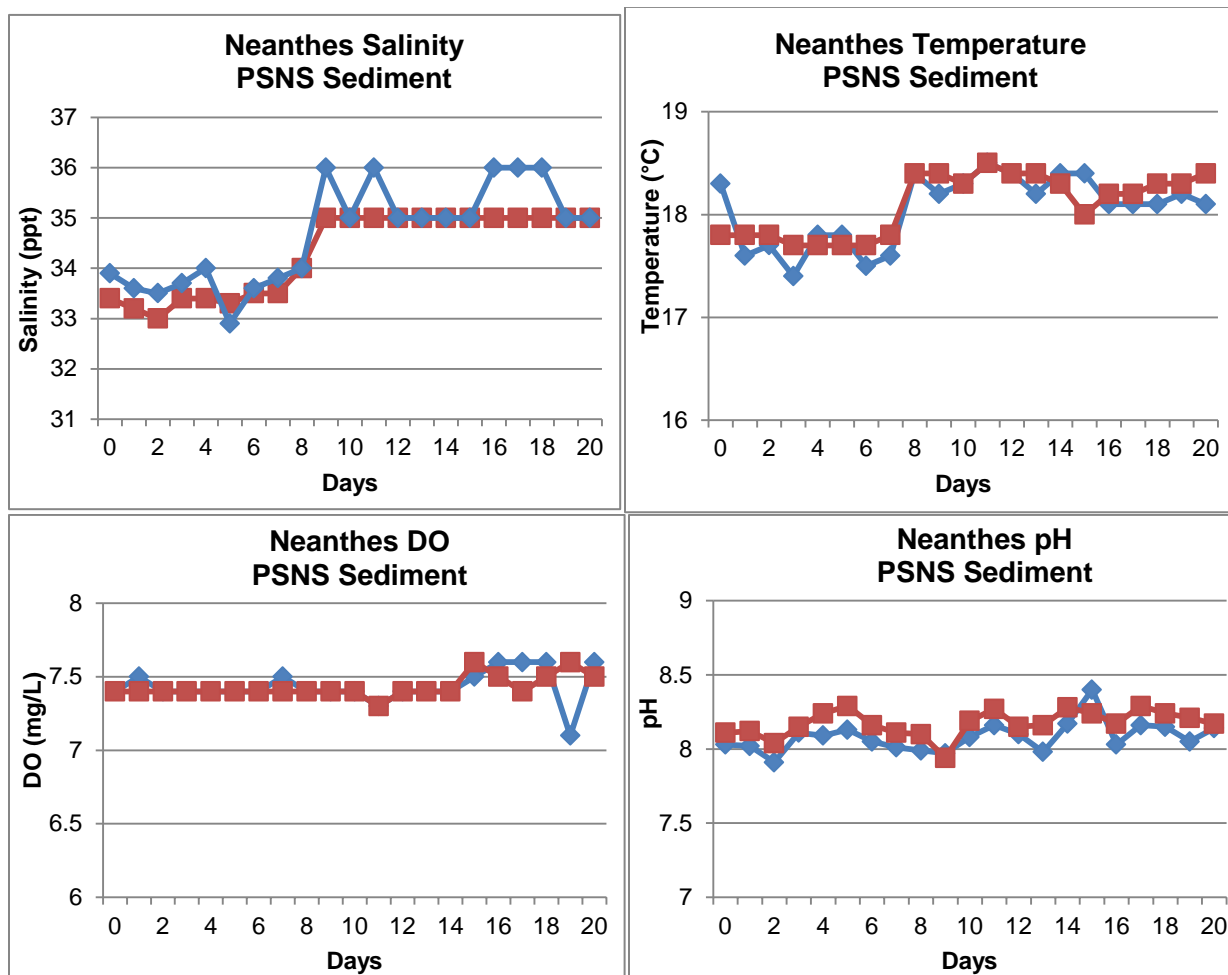 Neanthes Salinity
PSNS Sediment
37
36
35
34
33
32
31
Salinity (ppt)
0 2 4 6 8 10 12 14 16 18 20
Days
Neanthes Temperature
PSNS Sediment
19
18
17
16
Temperature (°C)
0 2 4 6 8 10 12 14 16 18 20
Days
Neanthes DO
PSNS Sediment
8
7.5
7
6.5
6
DO (mg/L)
0 2 4 6 8 10 12 14 16 18 20
Days
Neanthes pH
PSNS Sediment
9
8.5
8
7.5
7
pH
0 2 4 6 8 10 12 14 16 18 20
Days